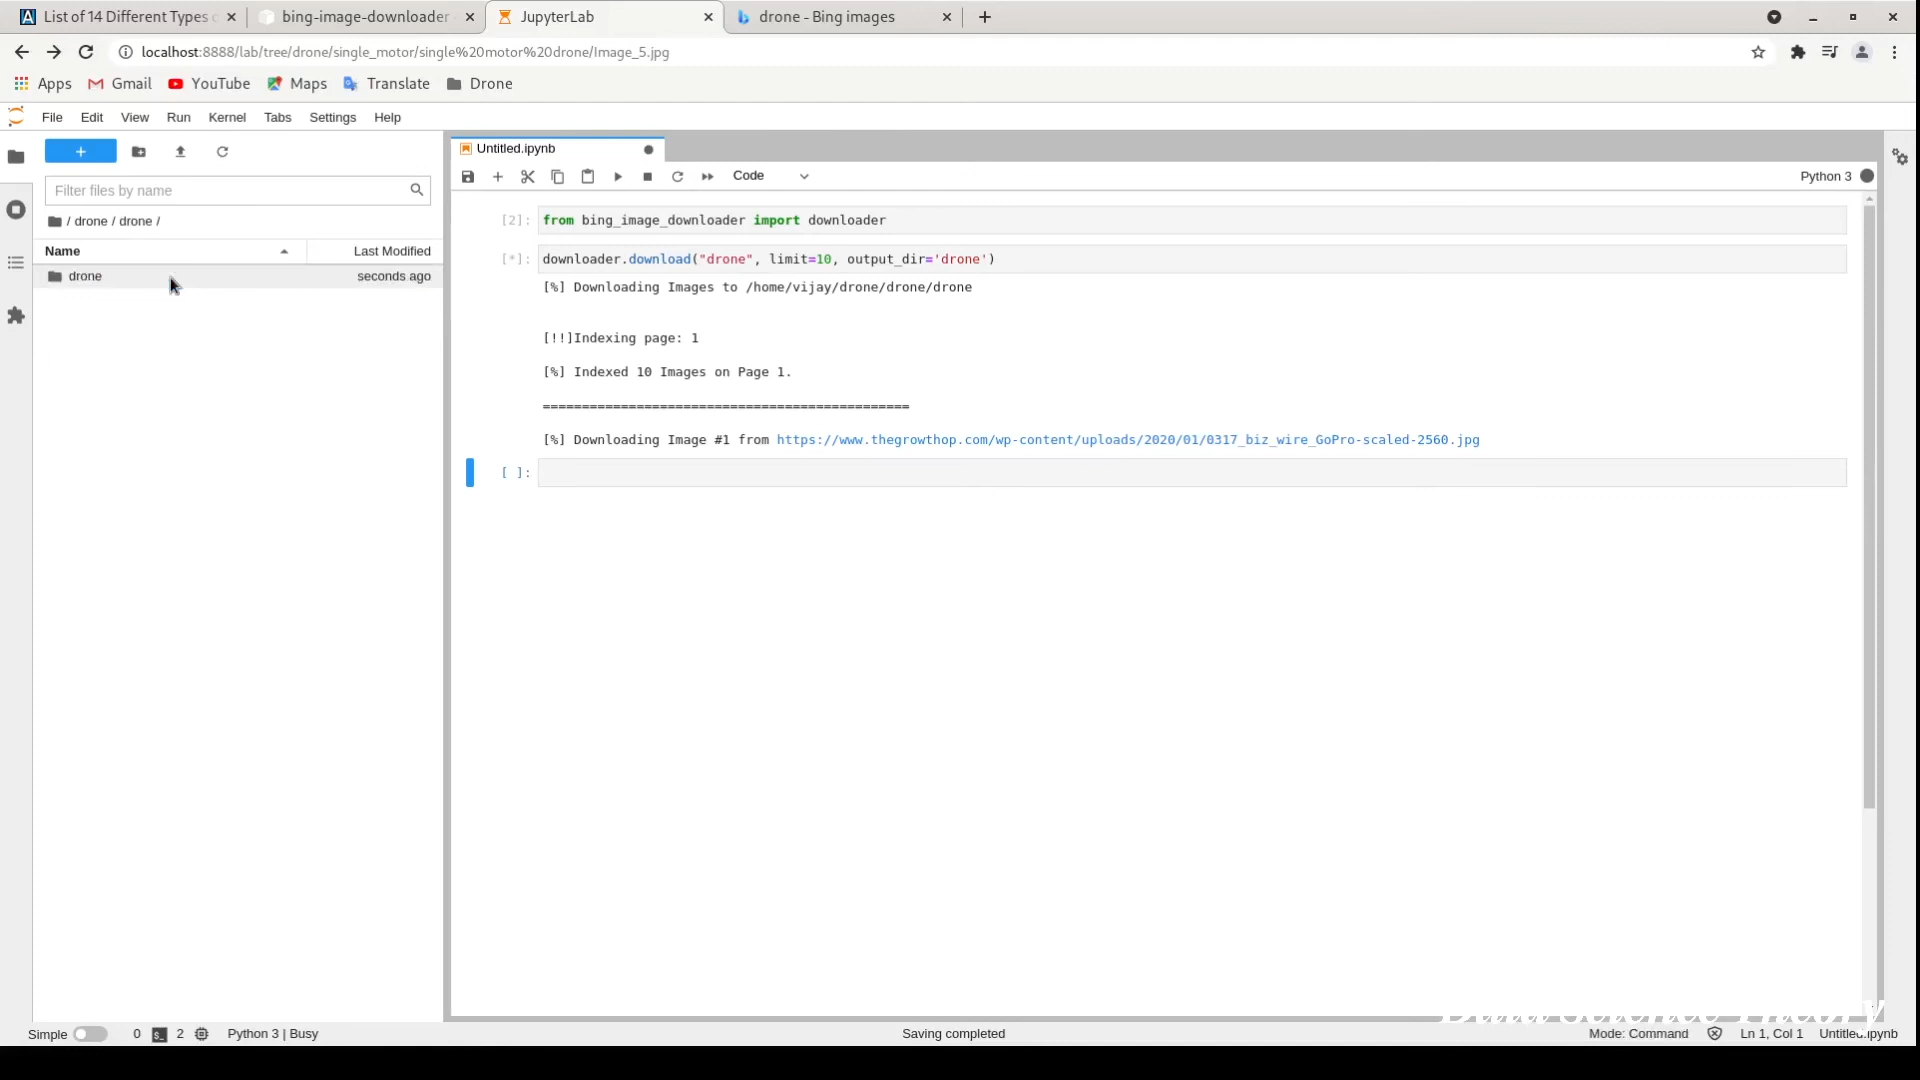 List of 14 Different Types
bing-image-downloader
JupyterLab
drone - Bing images
localhost:8888/lab/tree/drone/single_motor/single%20motor%20drone/Image_5.jpg
Apps
Gmail
YouTube
Maps
Translate
Drone
File Edit View Run Kernel Tabs Settings Help
Filter files by name
/ drone / drone /
Name Last Modified
drone seconds ago
Untitled.ipynb
Code
Python 3
[2]: from bing_image_downloader import downloader
[*]: downloader.download("drone", limit=10, output_dir='drone')
[%] Downloading Images to /home/vijay/drone/drone/drone
[!!]Indexing page: 1
[%] Indexed 10 Images on Page 1.
===============================================
[%] Downloading Image #1 from https://www.thegrowthop.com/wp-content/uploads/2020/01/0317_biz_wire_GoPro-scaled-2560.jpg
[ ]:
Simple 0 2 Python 3 | Busy Saving completed Mode: Command Ln 1, Col 1 Untitled.ipynb